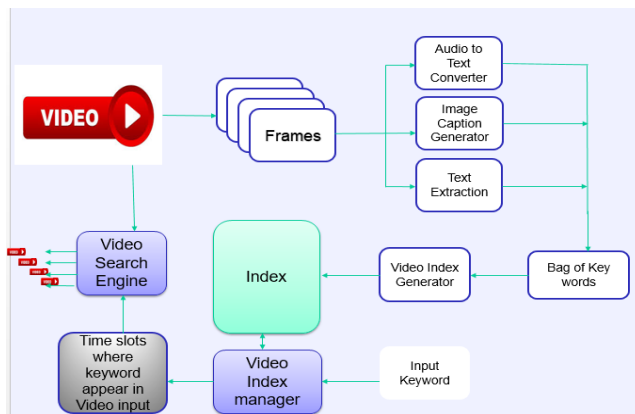 VIDEO
Frames
Audio to
Text
Converter
Image
Caption
Generator
Text
Extraction
Video
Search
Engine
Index
Video Index
Generator
Bag of Key
words
Time slots
where
keyword
appear in
Video input
Video
Index
manager
Input
Keyword